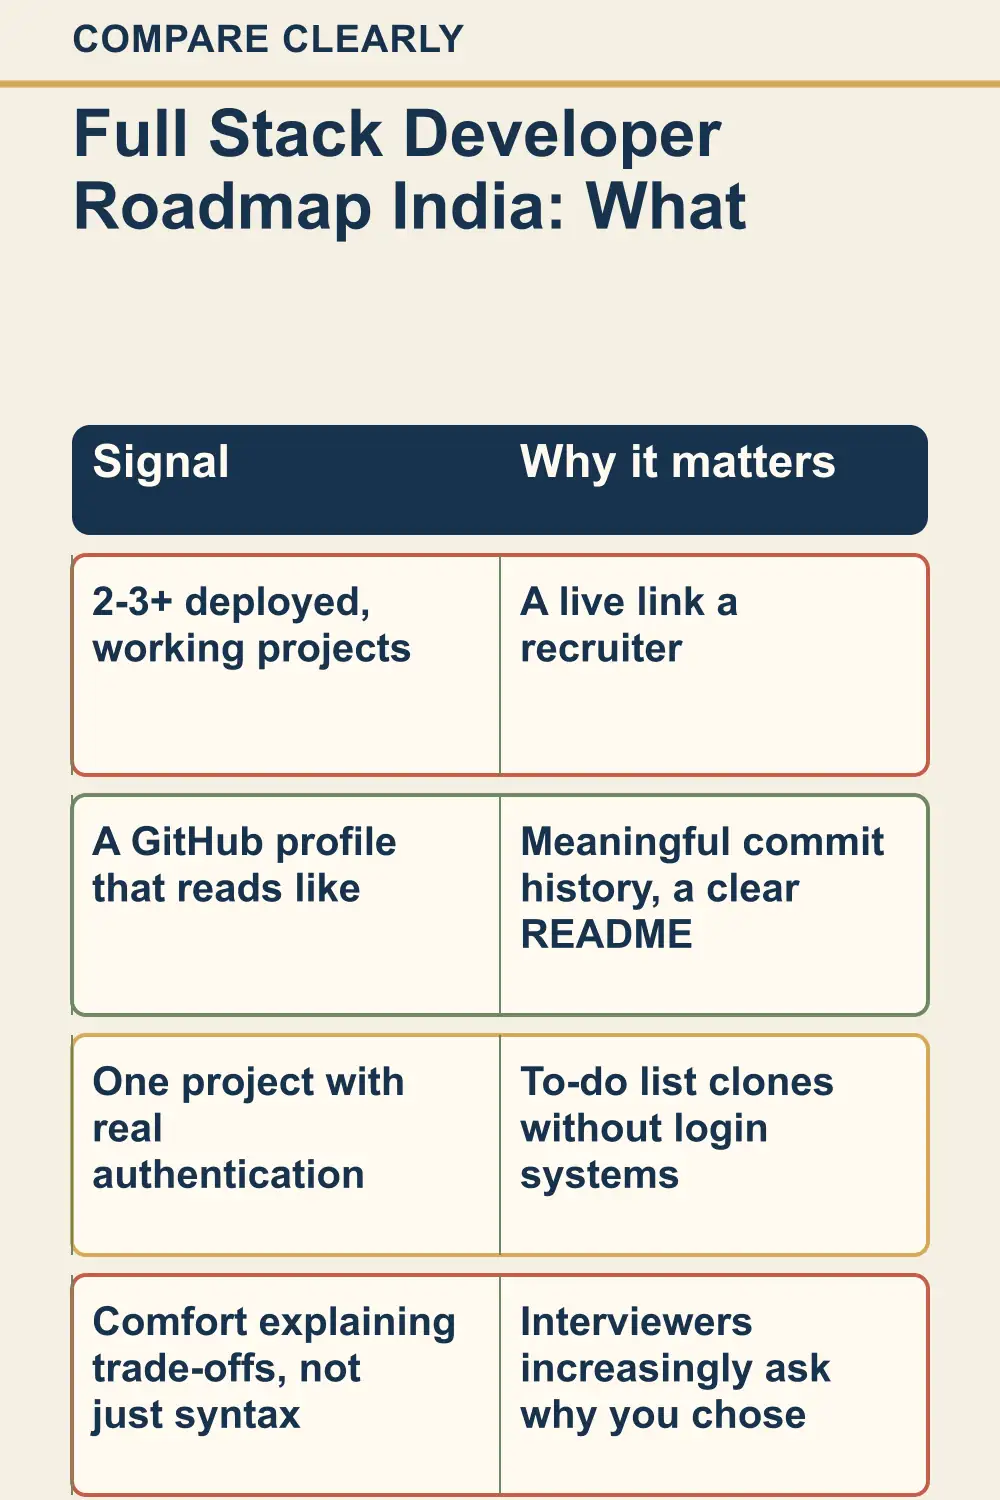 COMPARE CLEARLY
Full Stack Developer
Roadmap India: What
Signal
Why it matters
2-3+ deployed,
working projects
A live link a
recruiter
A GitHub profile
that reads like
Meaningful commit
history, a clear
README
One project with
real
authentication
To-do list clones
without login
systems
Comfort explaining
trade-offs, not
just syntax
Interviewers
increasingly ask
why you chose